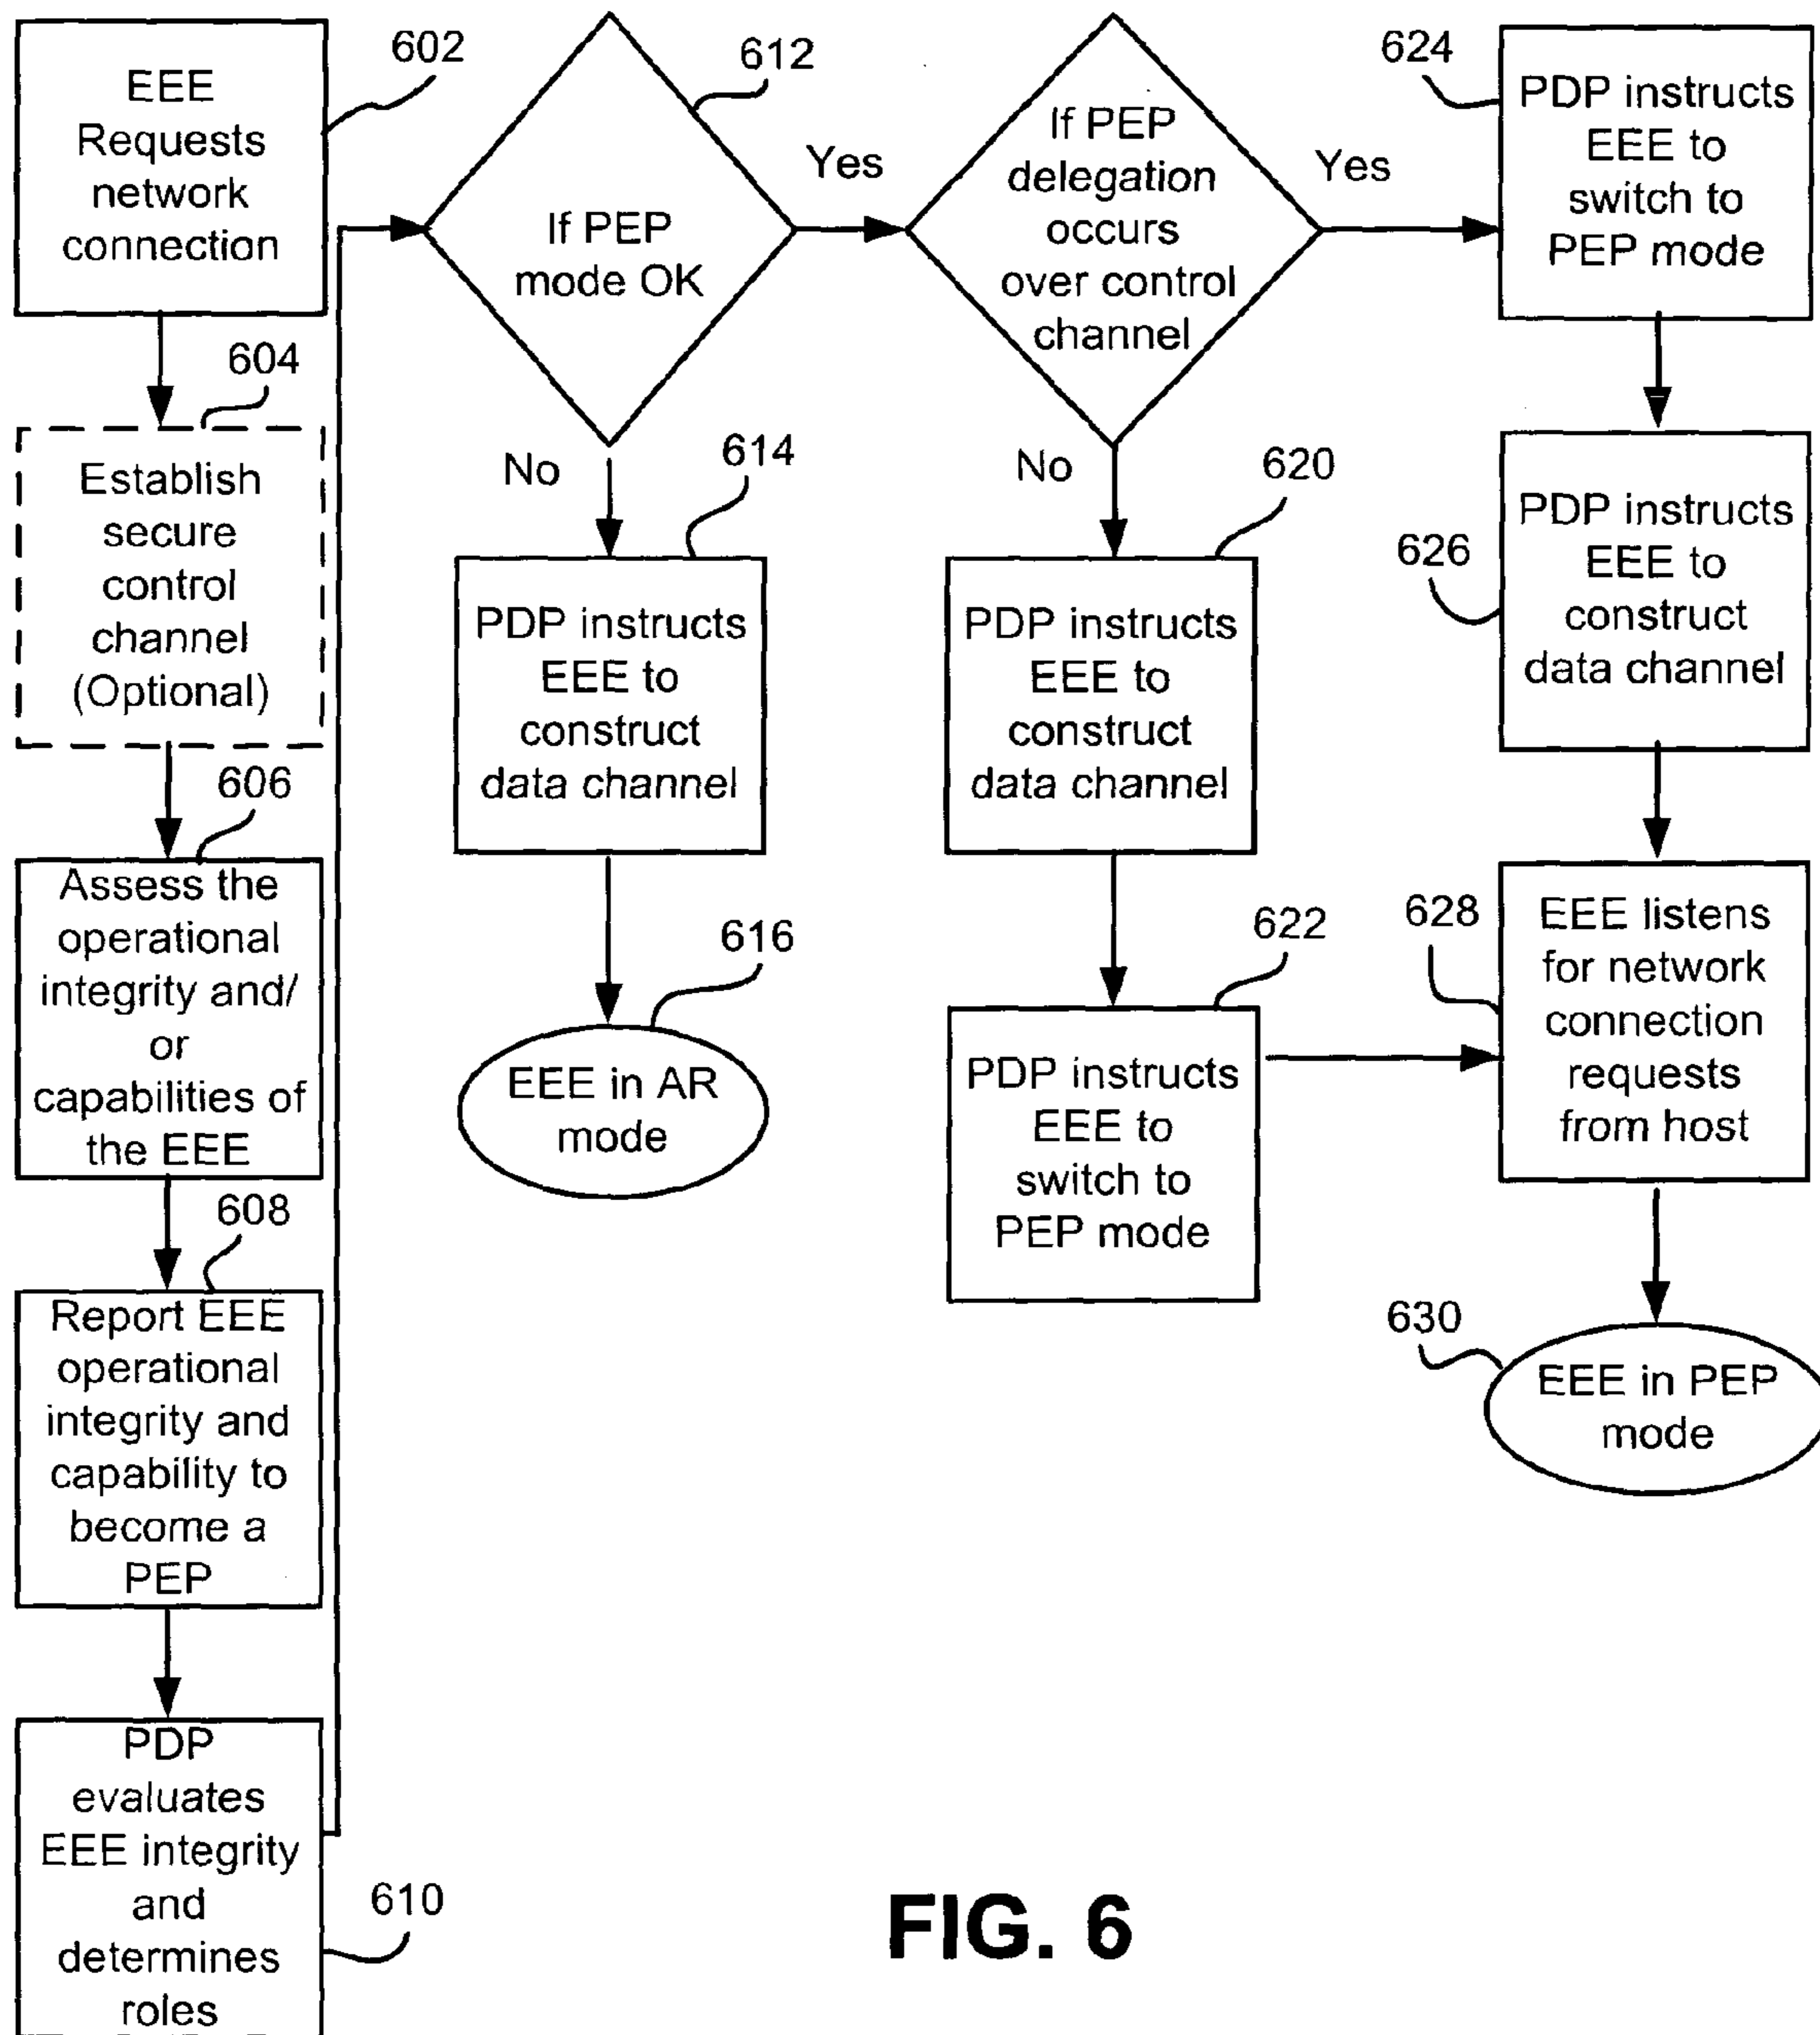 602
EEE
Requests
network
connection
604
Establish
secure
control
channel
(Optional)
606
Assess the
operational
integrity and/
or
capabilities of
the EEE
608
Report EEE
operational
integrity and
capability to
become a
PEP
PDP
evaluates
EEE integrity
and
determines
roles
610
612
If PEP
mode OK
Yes
No
614
PDP instructs
EEE to
construct
data channel
616
EEE in AR
mode
If PEP
delegation
occurs
over control
channel
Yes
No
620
PDP instructs
EEE to
construct
data channel
622
PDP instructs
EEE to
switch to
PEP mode
624
PDP instructs
EEE to
switch to
PEP mode
626
PDP instructs
EEE to
construct
data channel
628
EEE listens
for network
connection
requests
from host
630
EEE in PEP
mode
FIG. 6